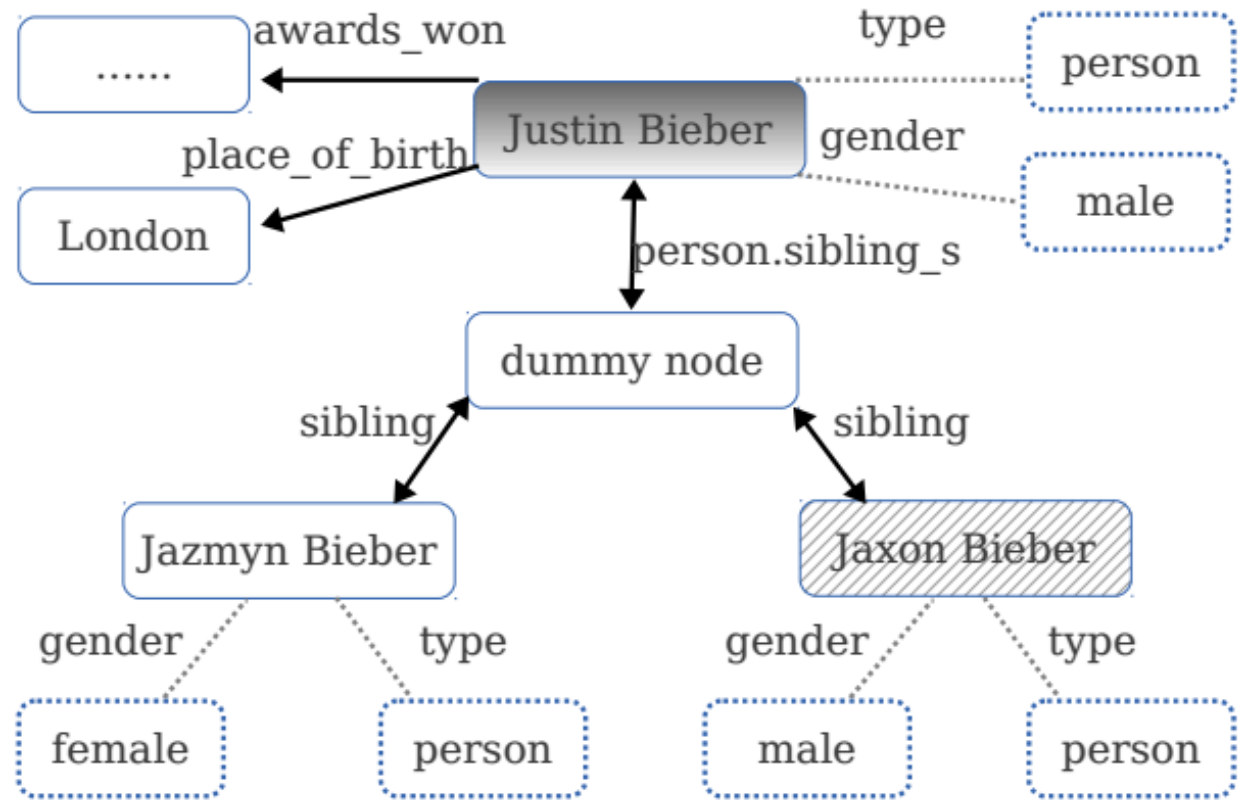 awards_won
type
......
person
Justin Bieber
gender
place_of_birth
male
London
person.sibling_s
dummy node
sibling
sibling
Jazmyn Bieber
Jaxon Bieber
gender
type
gender
type
female
person
male
person